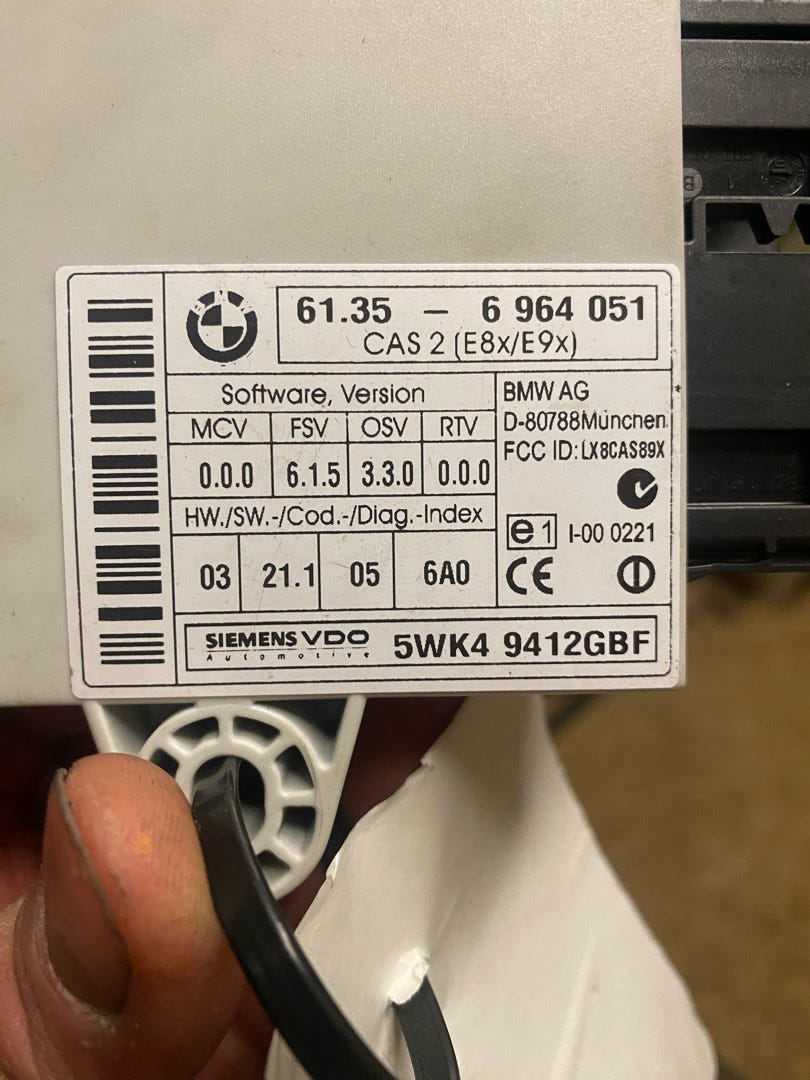 BMW
61.35 – 6 964 051
CAS 2 (E8x/E9x)
Software, Version
MCV FSV OSV RTV
0.0.0 6.1.5 3.3.0 0.0.0
HW./SW.-/Cod.-/Diag.-Index
03 21.1 05 6A0
BMW AG
D-80788München
FCC ID: LX8CAS89X
e1 I-00 0221
CE
SIEMENS VDO
Automotive
5WK4 9412GBF